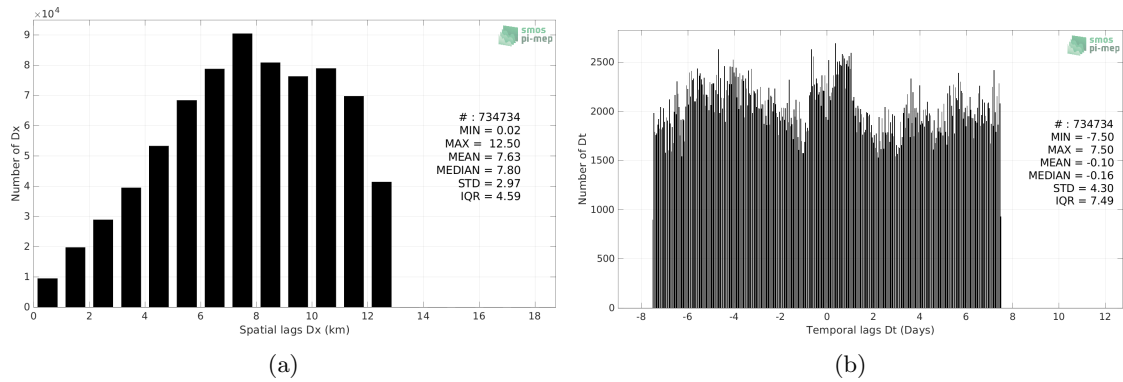 ×10⁴
9
8
7
6
5
4
3
2
1
0
Number of Dx
0 2 4 6 8 10 12 14 16 18
Spatial lags Dx (km)
smos
pi-mep
# : 734734
MIN = 0.02
MAX = 12.50
MEAN = 7.63
MEDIAN = 7.80
STD = 2.97
IQR = 4.59
(a)
2500
2000
1500
1000
500
0
Number of Dt
-8 -6 -4 -2 0 2 4 6 8 10 12
Temporal lags Dt (Days)
smos
pi-mep
# : 734734
MIN = -7.50
MAX = 7.50
MEAN = -0.10
MEDIAN = -0.16
STD = 4.30
IQR = 7.49
(b)